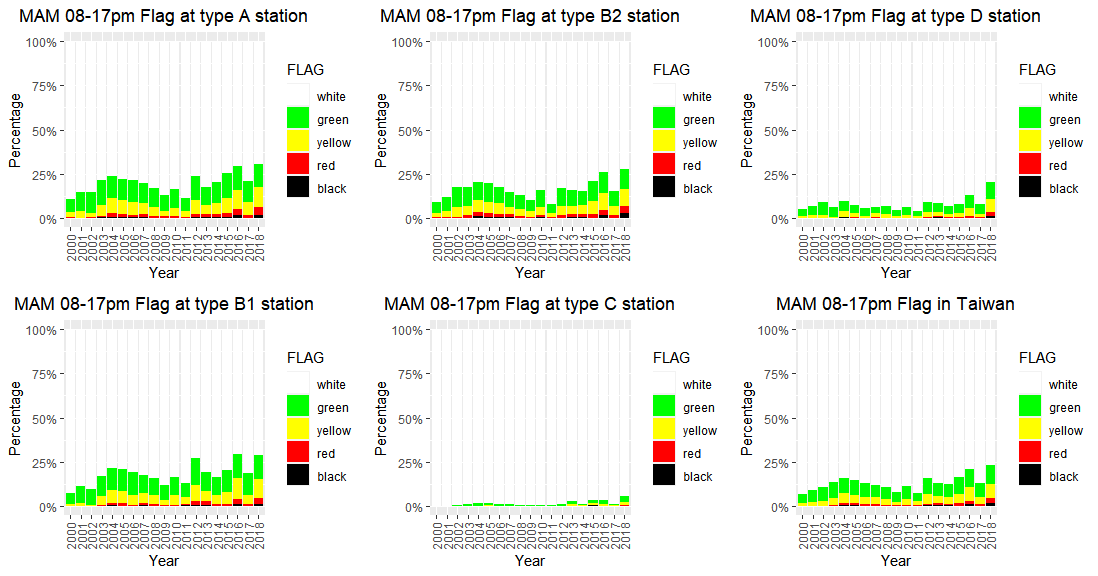 MAM 08-17pm Flag at type A station
100%
75%
50%
25%
0%
Percentage
2000 2001 2002 2003 2004 2005 2006 2007 2008 2009 2010 2011 2012 2013 2014 2015 2016 2017 2018
Year
FLAG
white
green
yellow
red
black
MAM 08-17pm Flag at type B2 station
100%
75%
50%
25%
0%
Percentage
2000 2001 2002 2003 2004 2005 2006 2007 2008 2009 2010 2011 2012 2013 2014 2015 2016 2017 2018
Year
FLAG
white
green
yellow
red
black
MAM 08-17pm Flag at type D station
100%
75%
50%
25%
0%
Percentage
2000 2001 2002 2003 2004 2005 2006 2007 2008 2009 2010 2011 2012 2013 2014 2015 2016 2017 2018
Year
FLAG
white
green
yellow
red
black
MAM 08-17pm Flag at type B1 station
100%
75%
50%
25%
0%
Percentage
2000 2001 2002 2003 2004 2005 2006 2007 2008 2009 2010 2011 2012 2013 2014 2015 2016 2017 2018
Year
FLAG
white
green
yellow
red
black
MAM 08-17pm Flag at type C station
100%
75%
50%
25%
0%
Percentage
2000 2001 2002 2003 2004 2005 2006 2007 2008 2009 2010 2011 2012 2013 2014 2015 2016 2017 2018
Year
FLAG
white
green
yellow
red
black
MAM 08-17pm Flag in Taiwan
100%
75%
50%
25%
0%
Percentage
2000 2001 2002 2003 2004 2005 2006 2007 2008 2009 2010 2011 2012 2013 2014 2015 2016 2017 2018
Year
FLAG
white
green
yellow
red
black